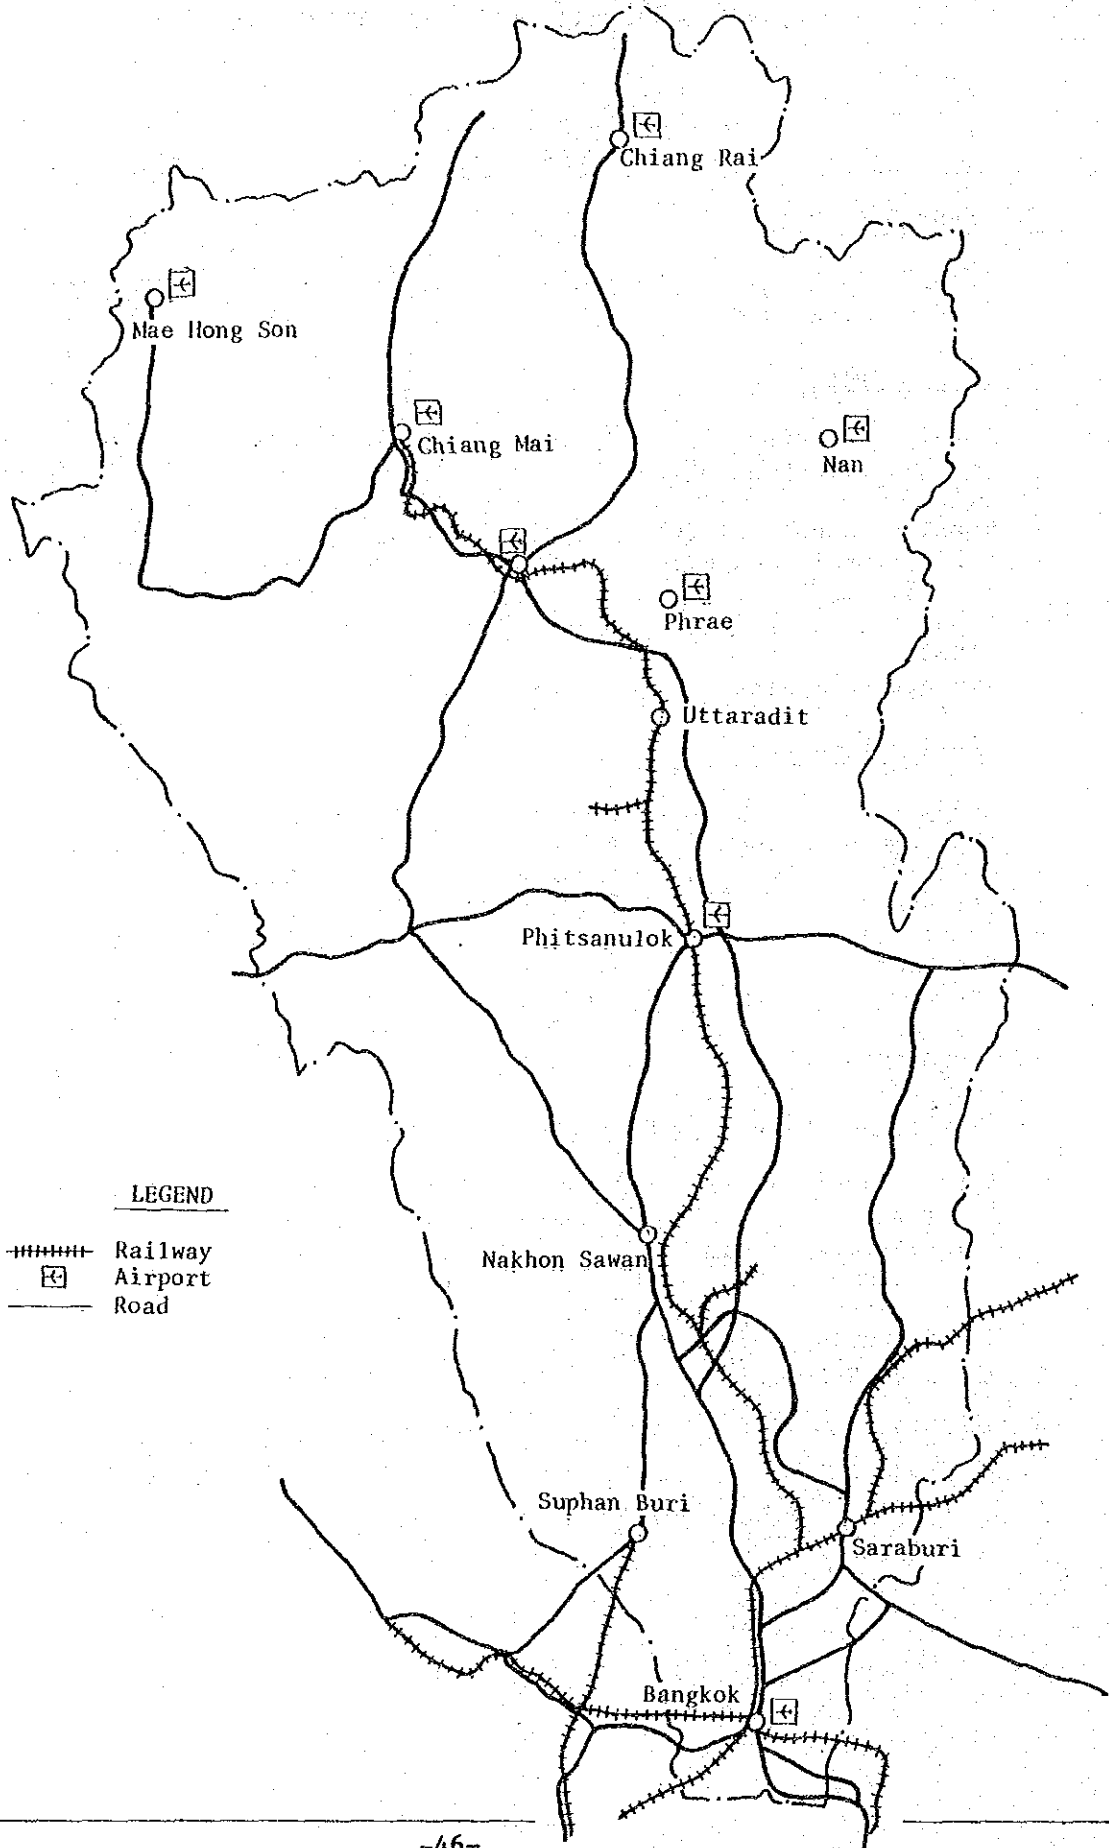 Chiang Rai
Mae Hong Son
Chiang Mai
Nan
Phrae
Uttaradit
Phitsanulok
LEGEND
Railway
Airport
Road
Nakhon Sawan
Suphan Buri
Saraburi
Bangkok
-46-